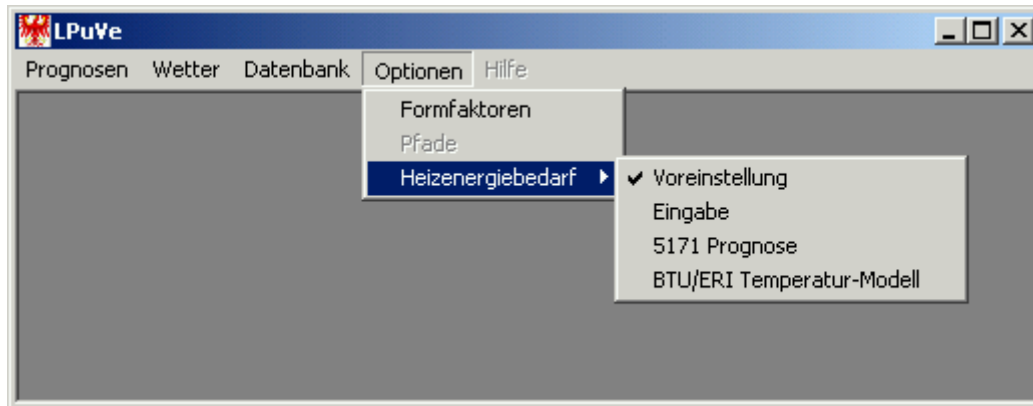 LPuVe
Prognosen Wetter Datenbank Optionen Hilfe
Formfaktoren
Pfade
Heizenergiebedarf
Voreinstellung
Eingabe
5171 Prognose
BTU/ERI Temperatur-Modell